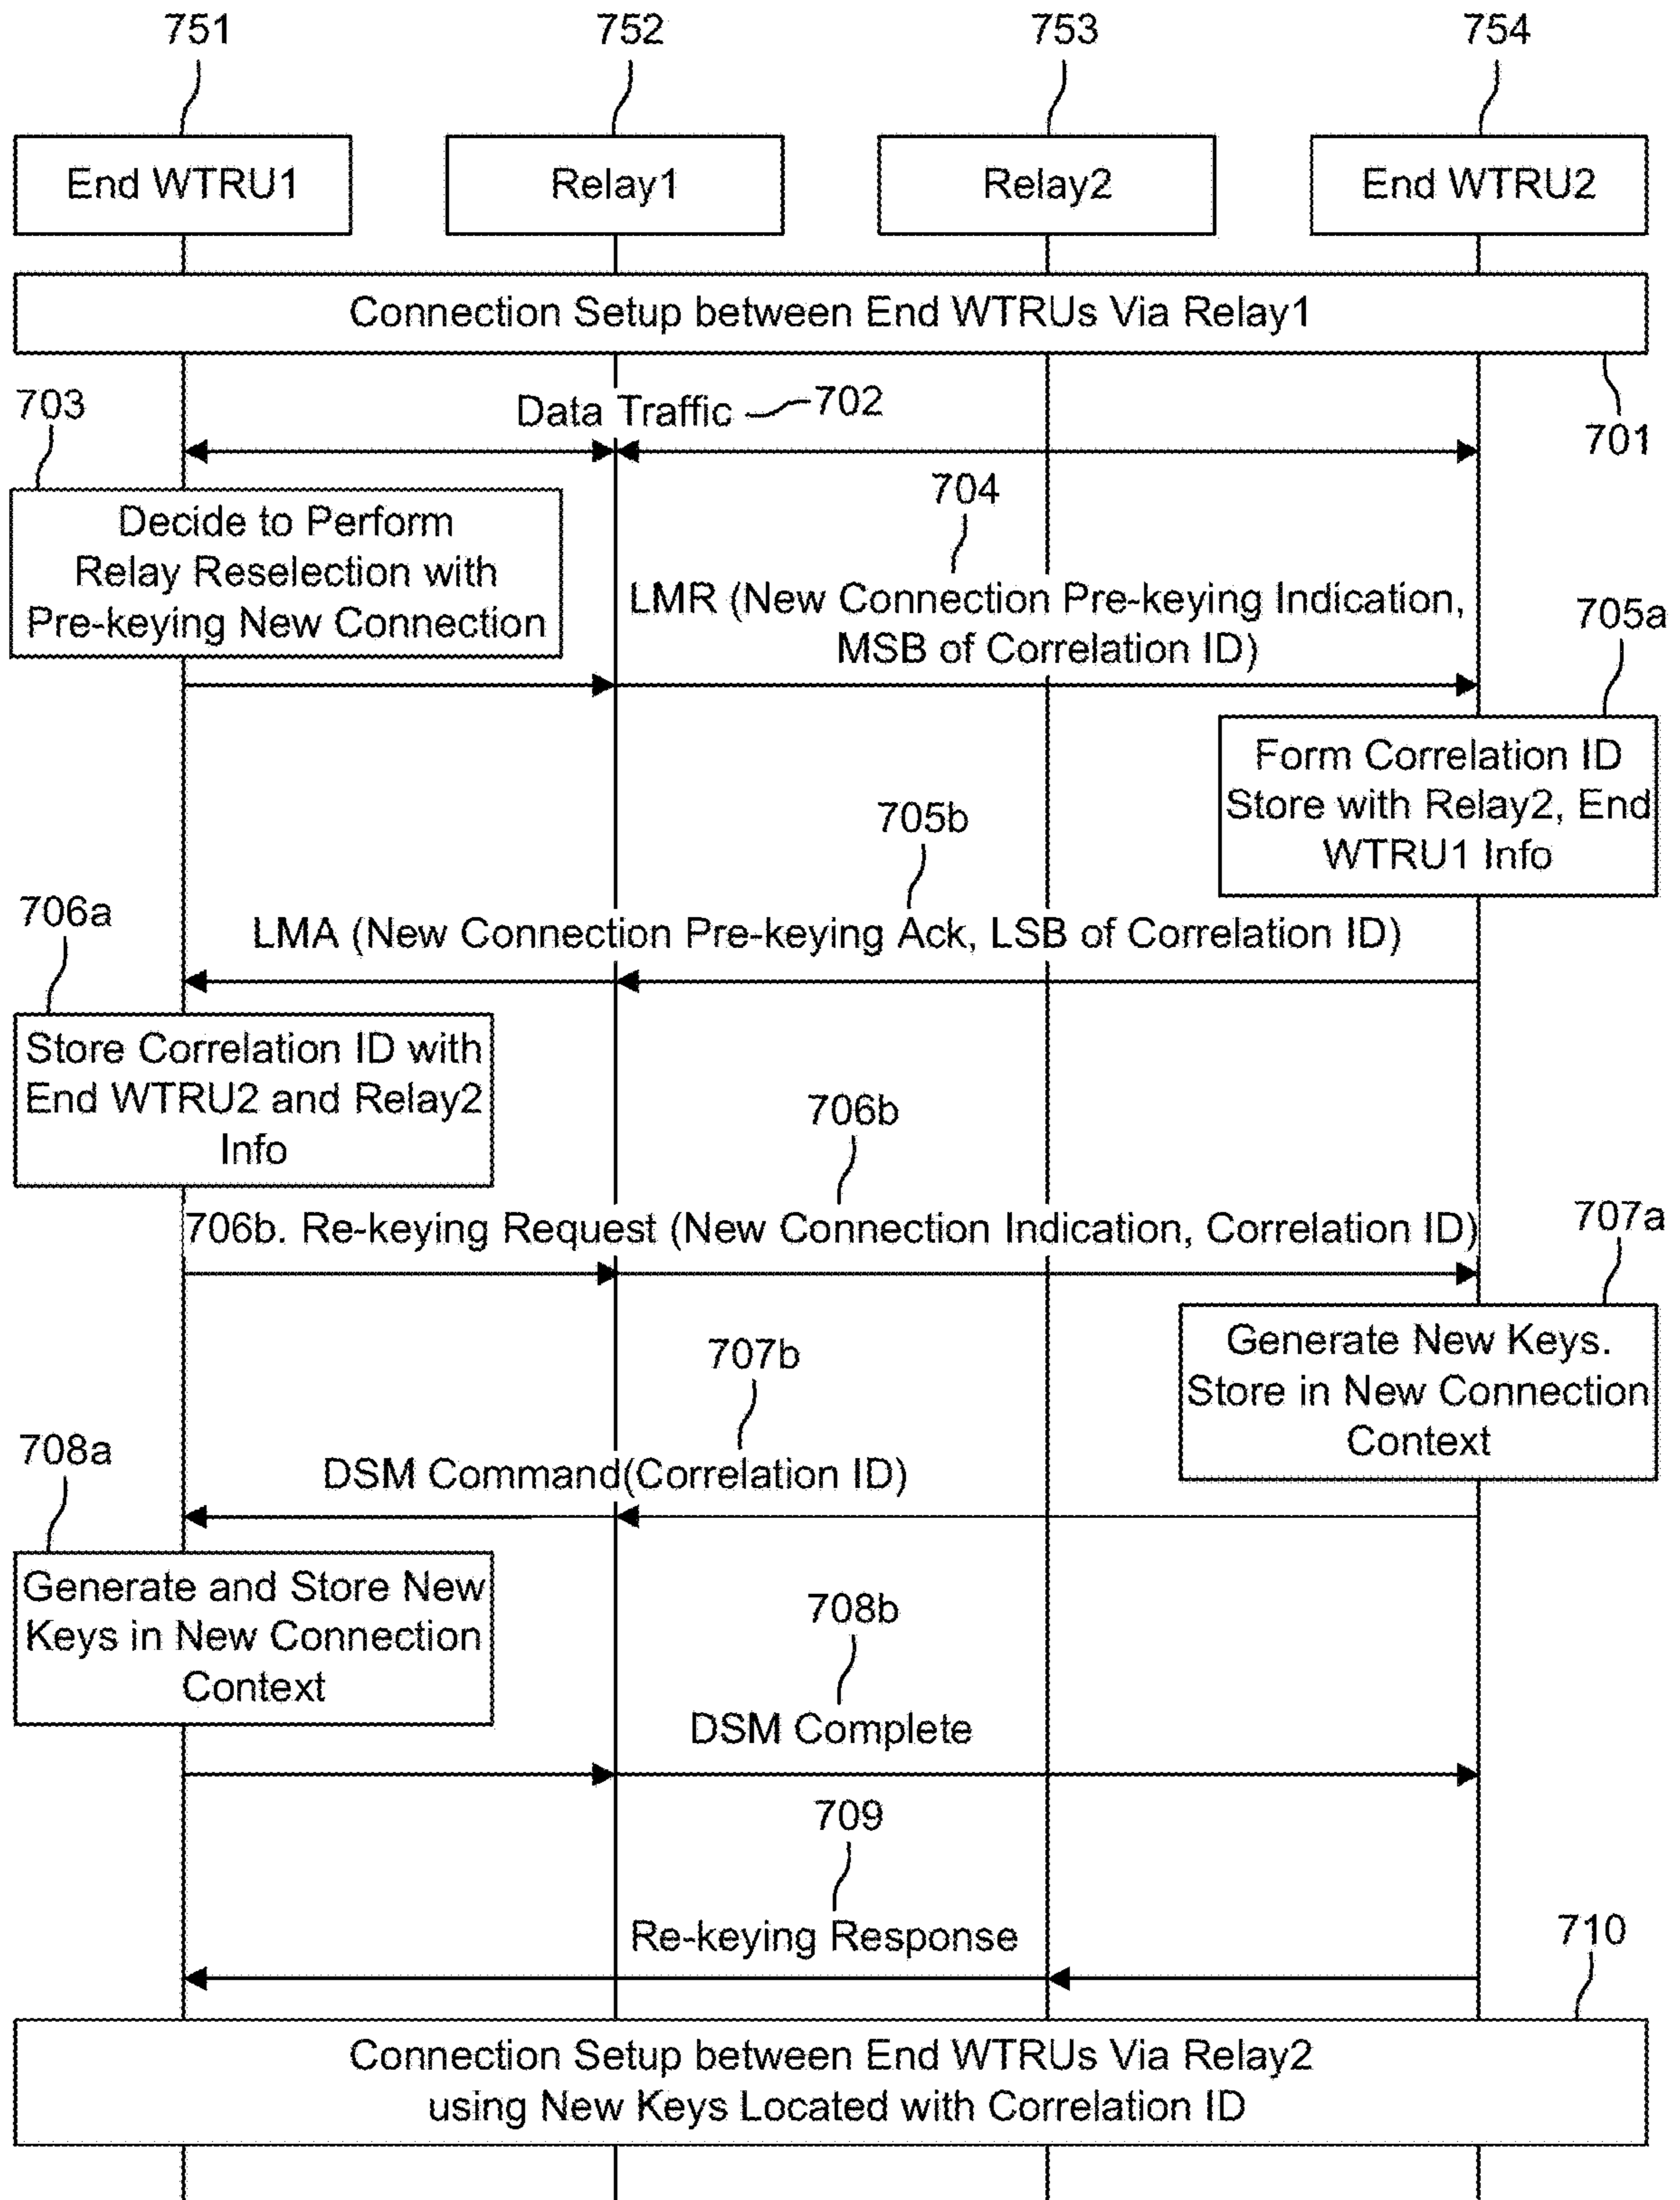 751
752
753
754
End WTRU1
Relay1
Relay2
End WTRU2
Connection Setup between End WTRUs Via Relay1
703
Data Traffic
702
701
Decide to Perform
Relay Reselection with
Pre-keying New Connection
704
LMR (New Connection Pre-keying Indication,
MSB of Correlation ID)
705a
Form Correlation ID
Store with Relay2, End
WTRU1 Info
705b
706a
LMA (New Connection Pre-keying Ack, LSB of Correlation ID)
Store Correlation ID with
End WTRU2 and Relay2
Info
706b
706b. Re-keying Request (New Connection Indication, Correlation ID)
707a
Generate New Keys.
Store in New Connection
Context
707b
708a
DSM Command(Correlation ID)
Generate and Store New
Keys in New Connection
Context
708b
DSM Complete
709
Re-keying Response
710
Connection Setup between End WTRUs Via Relay2
using New Keys Located with Correlation ID